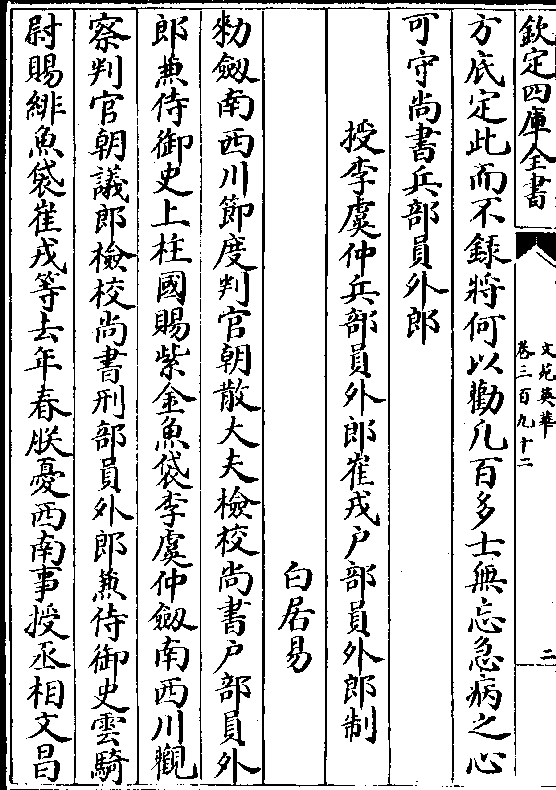 欽定四庫全書
文苑英華
卷三百九十二
二
方底定此而不錄將何以勸凡百多士無忘急病之心
可守尚書兵部員外郎
授李虞仲兵部員外郎崔戎户部員外郎制
白居易
勑劔南西川節度判官朝散大夫檢校尚書户部員外
郎兼侍御史上柱國賜紫金魚袋李虞仲劔南西川觀
察判官朝議郎檢校尚書刑部員外郎兼侍御史雲騎
尉賜緋魚袋崔戎等去年春朕憂西南事授丞相文昌